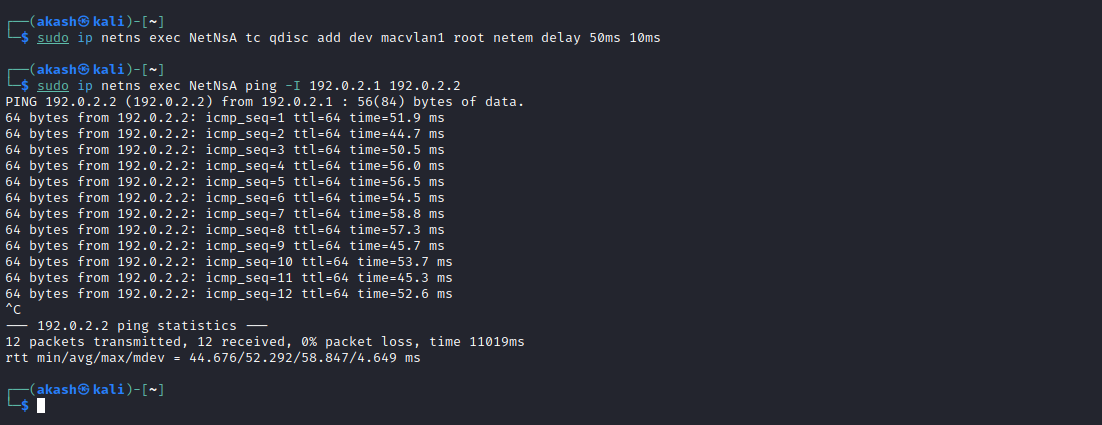 ┌──(akash㉿kali)-[~]
└─$ sudo ip netns exec NetNsA tc qdisc add dev macvlan1 root netem delay 50ms 10ms
┌──(akash㉿kali)-[~]
└─$ sudo ip netns exec NetNsA ping -I 192.0.2.1 192.0.2.2
PING 192.0.2.2 (192.0.2.2) from 192.0.2.1 : 56(84) bytes of data.
64 bytes from 192.0.2.2: icmp_seq=1 ttl=64 time=51.9 ms
64 bytes from 192.0.2.2: icmp_seq=2 ttl=64 time=44.7 ms
64 bytes from 192.0.2.2: icmp_seq=3 ttl=64 time=50.5 ms
64 bytes from 192.0.2.2: icmp_seq=4 ttl=64 time=56.0 ms
64 bytes from 192.0.2.2: icmp_seq=5 ttl=64 time=56.5 ms
64 bytes from 192.0.2.2: icmp_seq=6 ttl=64 time=54.5 ms
64 bytes from 192.0.2.2: icmp_seq=7 ttl=64 time=58.8 ms
64 bytes from 192.0.2.2: icmp_seq=8 ttl=64 time=57.3 ms
64 bytes from 192.0.2.2: icmp_seq=9 ttl=64 time=45.7 ms
64 bytes from 192.0.2.2: icmp_seq=10 ttl=64 time=53.7 ms
64 bytes from 192.0.2.2: icmp_seq=11 ttl=64 time=45.3 ms
64 bytes from 192.0.2.2: icmp_seq=12 ttl=64 time=52.6 ms
^C
--- 192.0.2.2 ping statistics ---
12 packets transmitted, 12 received, 0% packet loss, time 11019ms
rtt min/avg/max/mdev = 44.676/52.292/58.847/4.649 ms
┌──(akash㉿kali)-[~]
└─$